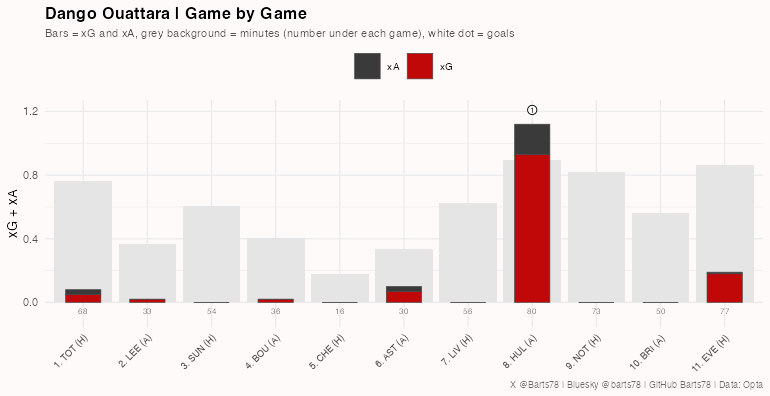 Dango Ouattara | Game by Game
Bars = xG and xA, grey background = minutes (number under each game), white dot = goals
xA xG
xG + xA
1.2
0.8
0.4
0.0
1
68 33 54 36 16 30 56 80 73 50 77
1. TOT (H) 2. LEE (A) 3. SUN (H) 4. BOU (A) 5. CHE (H) 6. AST (A) 7. LIV (H) 8. HUL (A) 9. NOT (H) 10. BRI (A) 11. EVE (H)
X @Barts78 | Bluesky @barts78 | GitHub Barts78 | Data: Opta